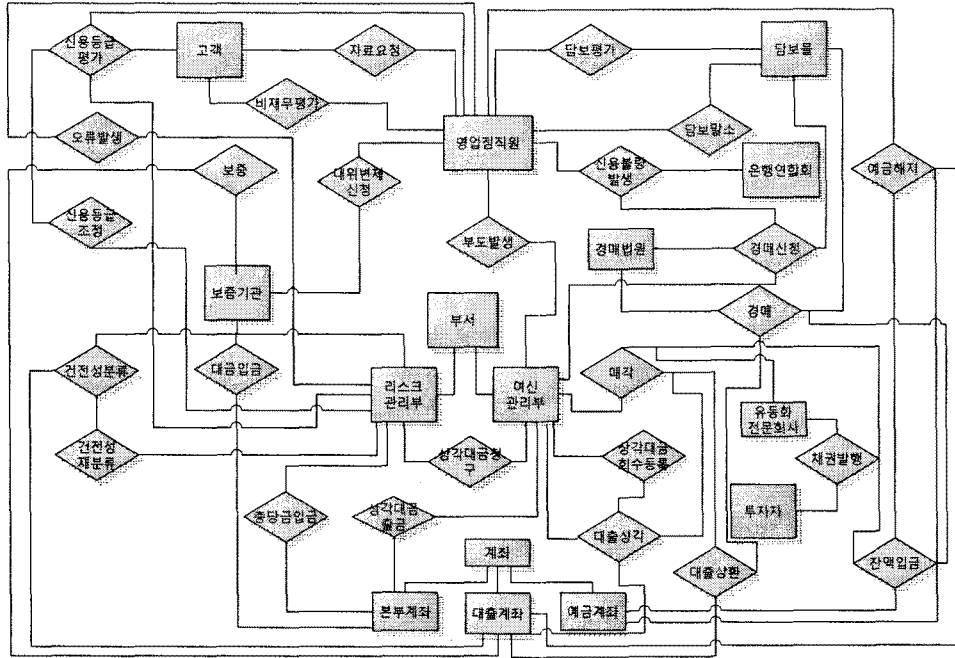 신용등급
평가
고객
자료요청
담보평가
담보물
비재무평가
오류발생
영업점직원
담보말소
보증
대위변제
신청
신용불량
발생
은행연합회
예금해지
신용등급
조정
부도발생
경매법원
경매신청
보증기관
부서
경매
건전성분류
대금입금
리스크
관리부
여신
관리부
매각
유동화
전문회사
건전성
재분류
상각대금청
구
상각대금
회수등록
채권발행
충당금입금
상각대금
출금
대출상각
투자자
계좌
대출상환
잔액입금
본부계좌
대출계좌
예금계좌